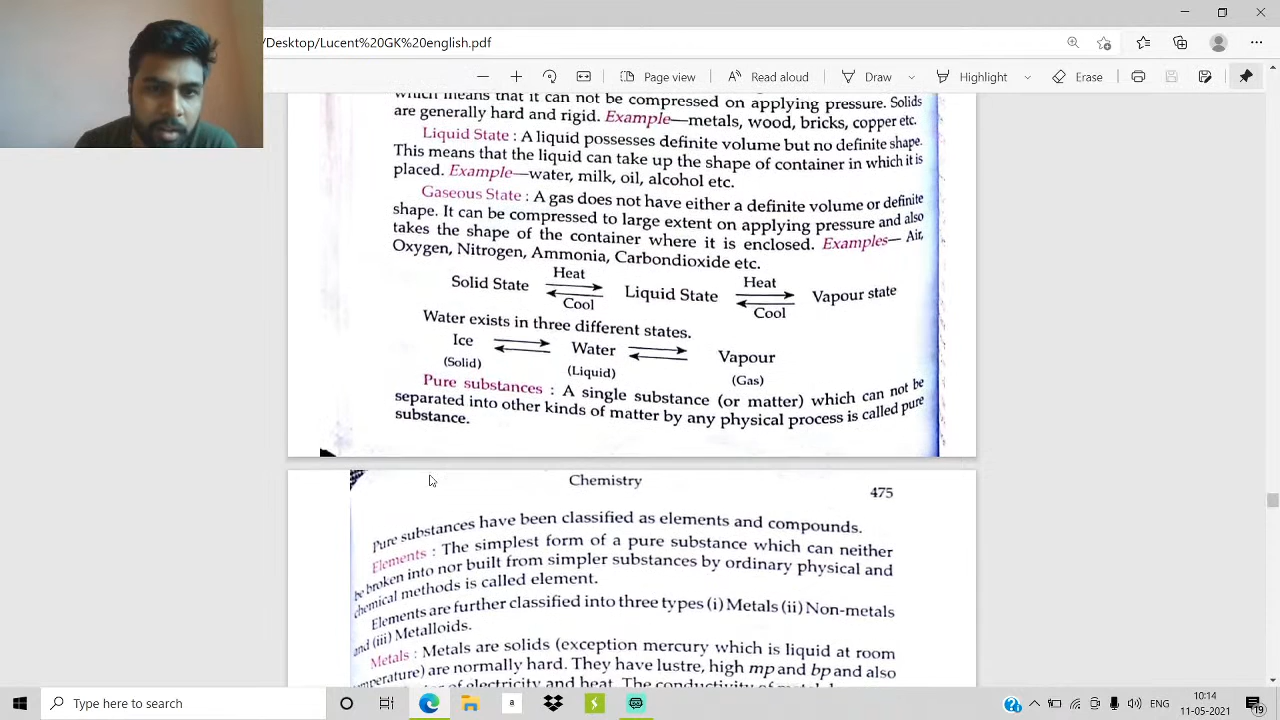 /Desktop/Lucent%20GK%20english.pdf
Page view
Read aloud
Draw
Highlight
Erase
which means that it can not be compressed on applying pressure. Solids
are generally hard and rigid. Example—metals, wood, bricks, copper etc.
Liquid State : A liquid possesses definite volume but no definite shape.
This means that the liquid can take up the shape of container in which it is
placed. Example—water, milk, oil, alcohol etc.
Gaseous State : A gas does not have either a definite volume or definite
shape. It can be compressed to large extent on applying pressure and also
takes the shape of the container where it is enclosed. Examples— Air,
Oxygen, Nitrogen, Ammonia, Carbondioxide etc.
Heat Heat
Solid State Liquid State Vapour state
Cool Cool
Water exists in three different states.
Ice Water Vapour
(Solid) (Liquid) (Gas)
Pure substances : A single substance (or matter) which can not be
separated into other kinds of matter by any physical process is called pure
substance.
Chemistry 475
Pure substances have been classified as elements and compounds.
Elements : The simplest form of a pure substance which can neither
be broken into nor built from simpler substances by ordinary physical and
chemical methods is called element.
Elements are further classified into three types (i) Metals (ii) Non-metals
and (iii) Metalloids.
Metals : Metals are solids (exception mercury which is liquid at room
temperature) are normally hard. They have lustre, high mp and bp and also
of electricity and heat. The conductivity of
Type here to search
a
ENG
10:14
11-05-2021
19